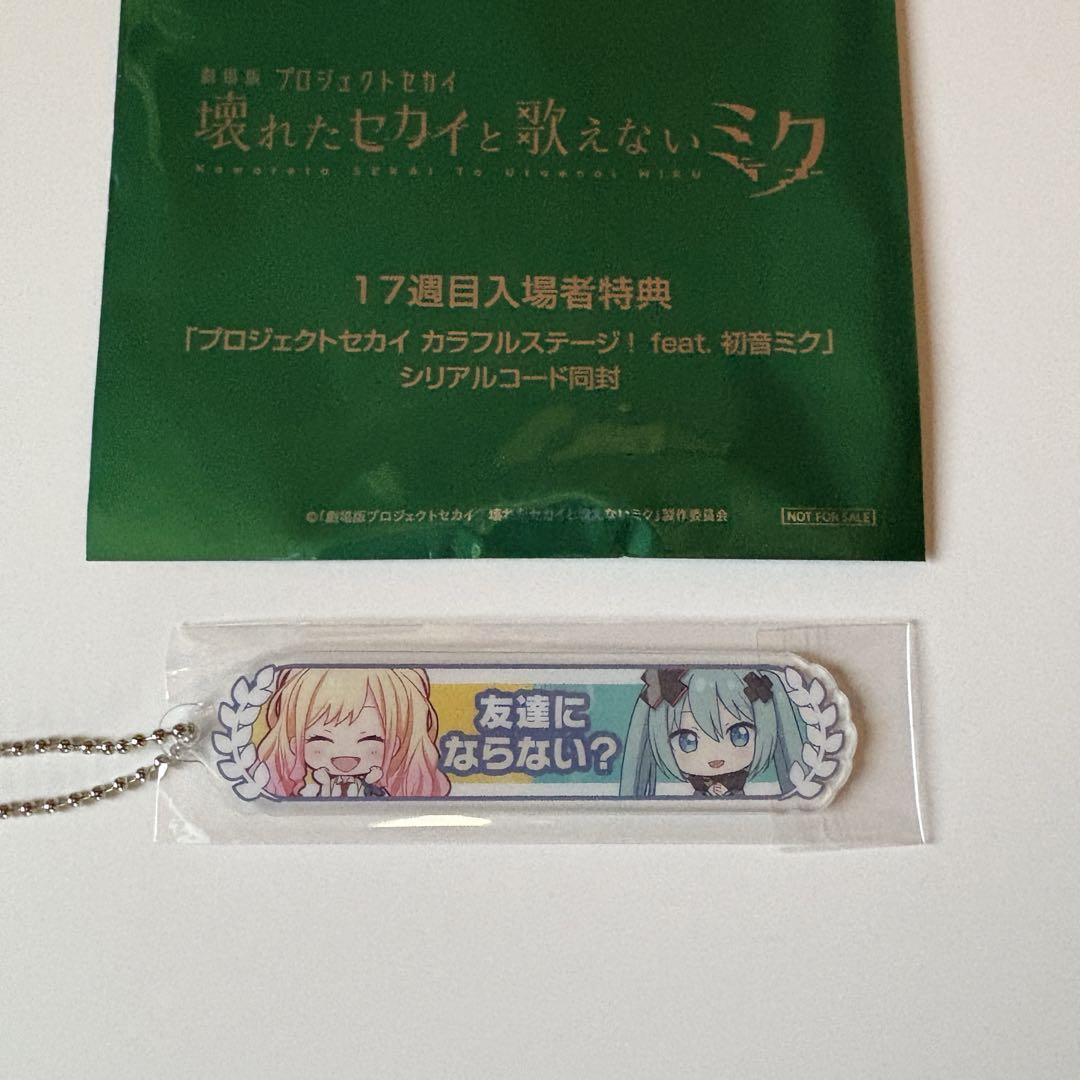 劇場版 プロジェクトセカイ
壊れたセカイと歌えないミク
Kowareta SEKAI To Utaenai MIKU
17週目入場者特典
「プロジェクトセカイ カラフルステージ! feat. 初音ミク」
シリアルコード同封
©「劇場版プロジェクトセカイ 壊れたセカイと歌えないミク」製作委員会
NOT FOR SALE
友達に
ならない?